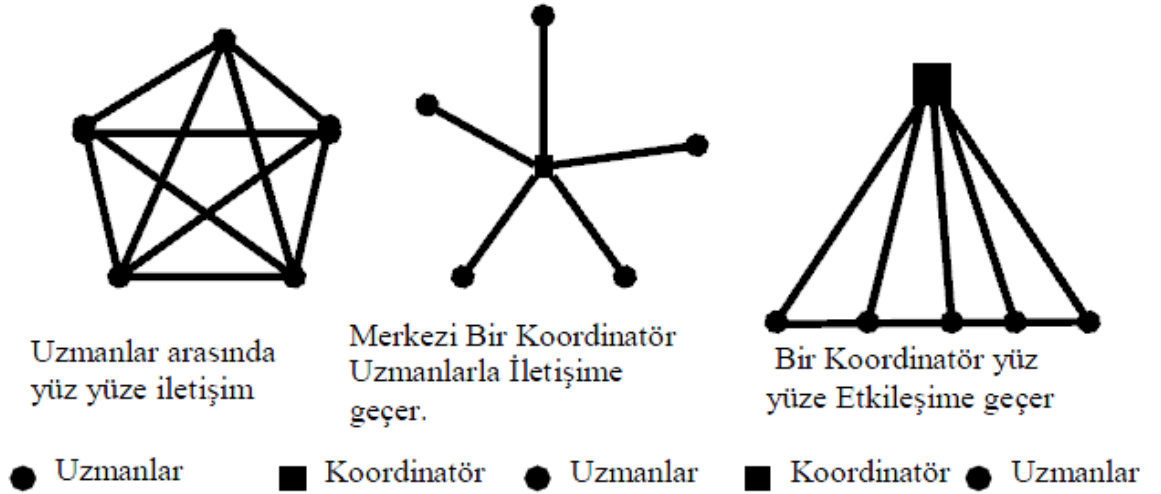 Uzmanlar arasında
yüz yüze iletişim
Merkezi Bir Koordinatör
Uzmanlarla İletişime
geçer.
Bir Koordinatör yüz
yüze Etkileşime geçer
Uzmanlar Koordinatör Uzmanlar Koordinatör Uzmanlar